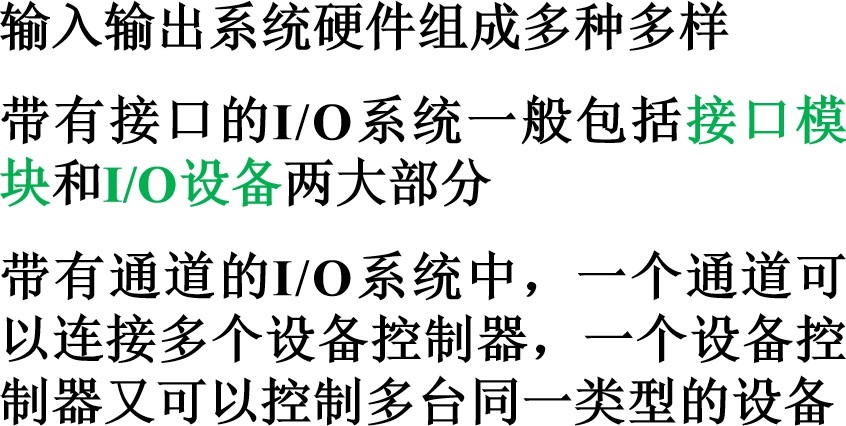 输入输出系统硬件组成多种多样
带有接口的I/O系统一般包括接口模
块和I/O设备两大部分
带有通道的I/O系统中，一个通道可
以连接多个设备控制器，一个设备控
制器又可以控制多台同一类型的设备